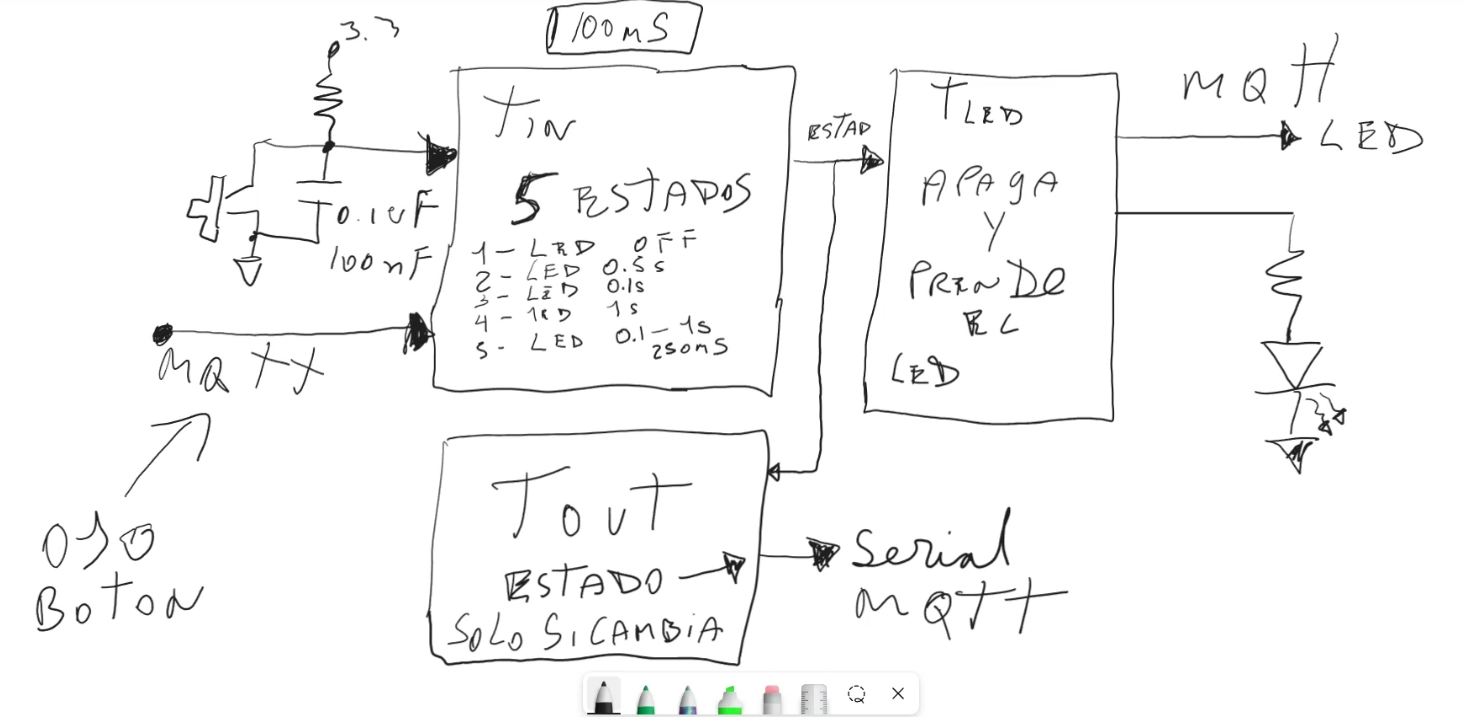 3.3
100mS
TIN
5 ESTADOS
1- LED OFF
2- LED 0.5s
3- LED 0.1s
4- LED 1s
5- LED 0.1-1s
250mS
0.1uF
100nF
MQTT
OJO
BOTON
ESTAD
TLED
APAGA
Y
PRENDE
EL
LED
MQTT
LED
TOUT
ESTADO
SOLO SI CAMBIA
Serial
MQTT